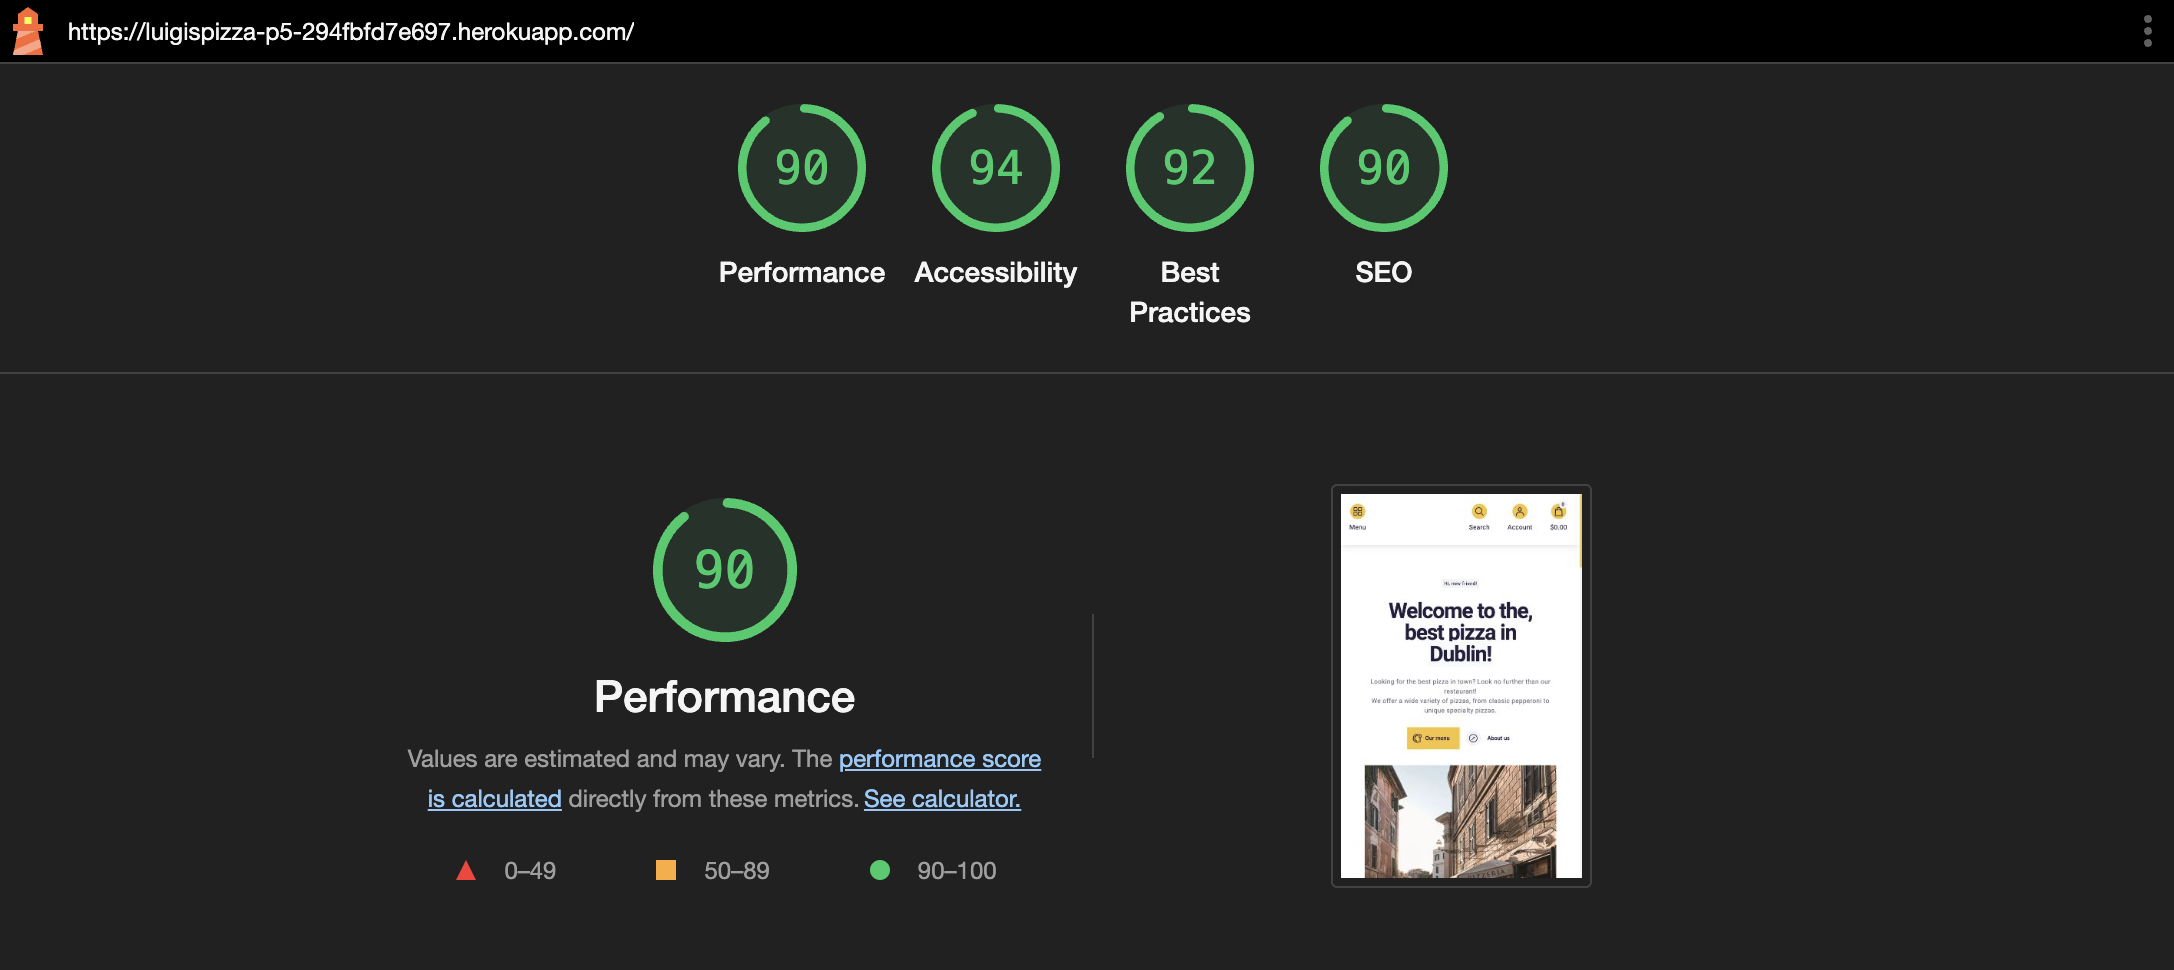 https://luigispizza-p5-294fbfd7e697.herokuapp.com/
90
94
92
90
Performance
Accessibility
Best
Practices
SEO
90
Performance
Values are estimated and may vary. The performance score
is calculated directly from these metrics. See calculator.
0–49
50–89
90–100
Menu
Search
Account
0
$0.00
Hi, new friend!
Welcome to the,
best pizza in
Dublin!
Looking for the best pizza in town? Look no further than our
restaurant!
We offer a wide variety of pizzas, from classic pepperoni to
unique specialty pizzas.
Our menu
About us
PIZZERIA